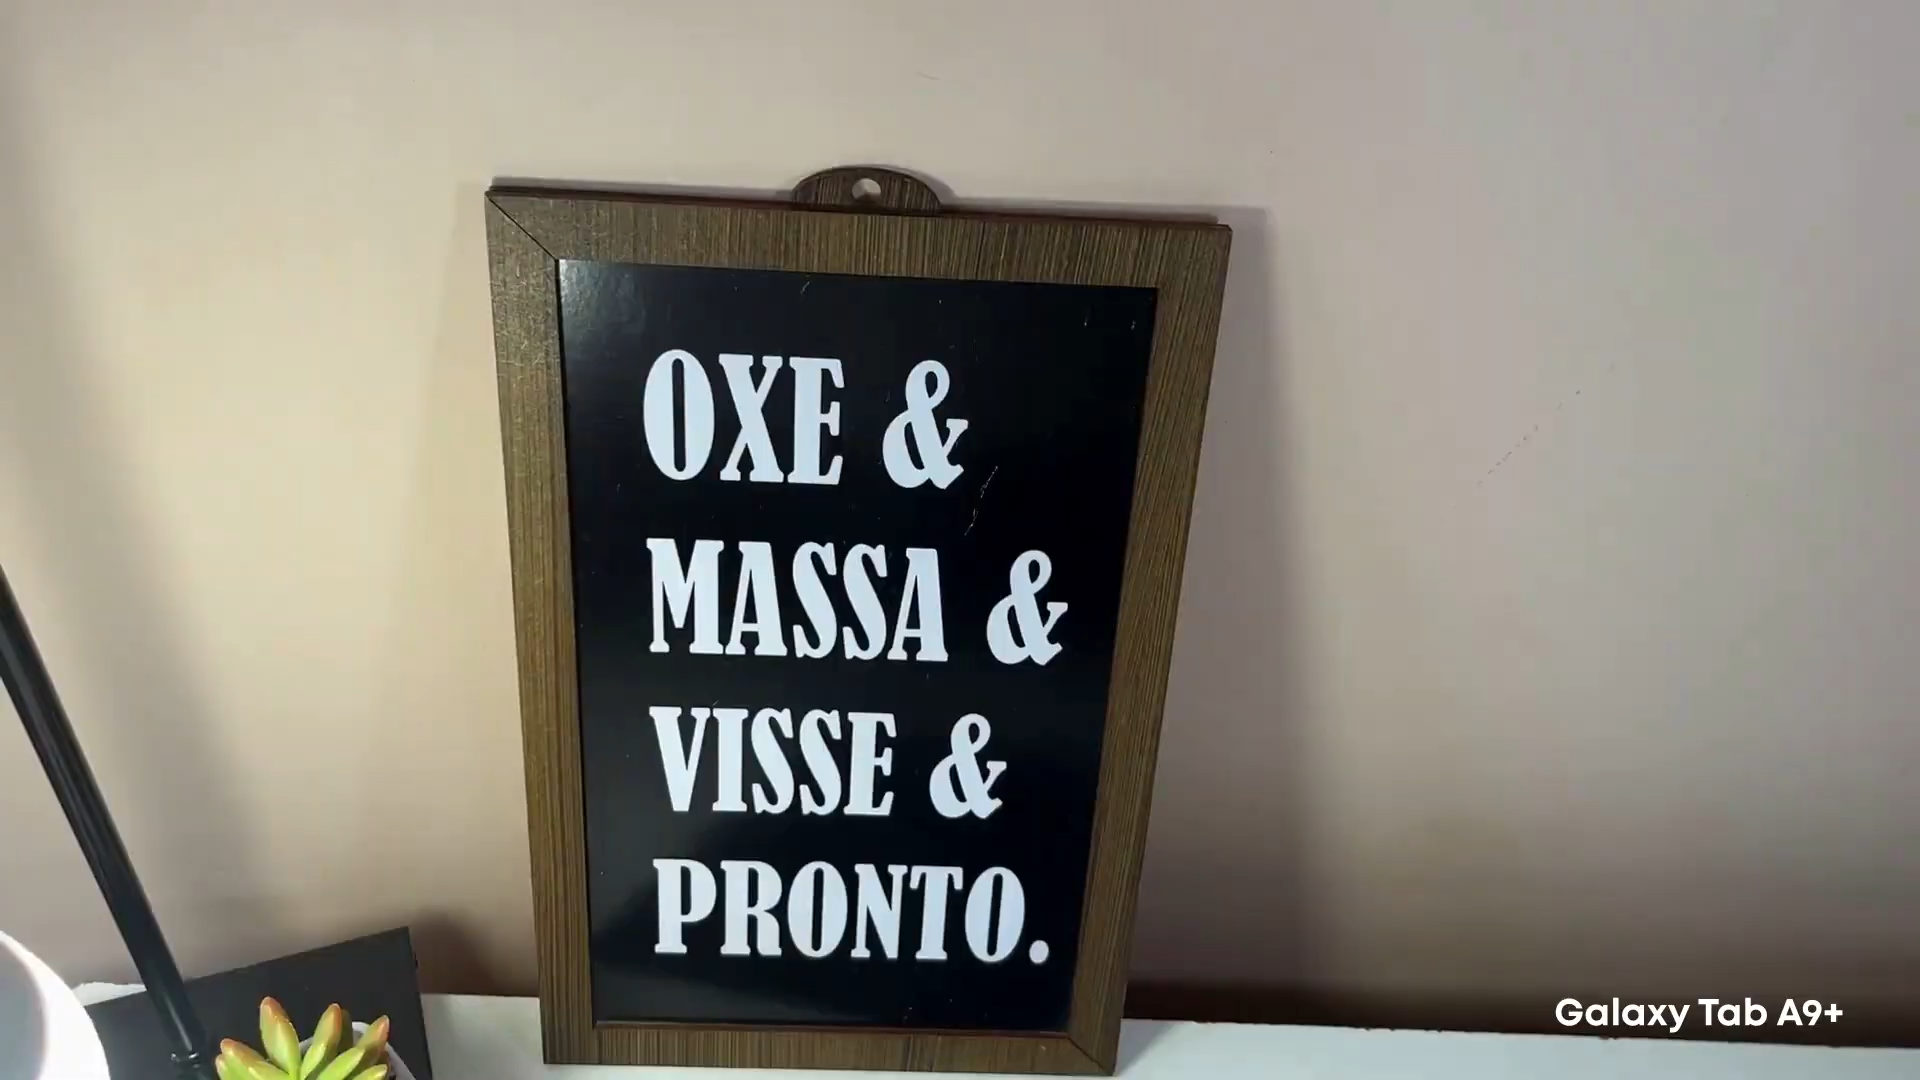 OXE &
MASSA &
VISSE &
PRONTO.
Galaxy Tab A9+